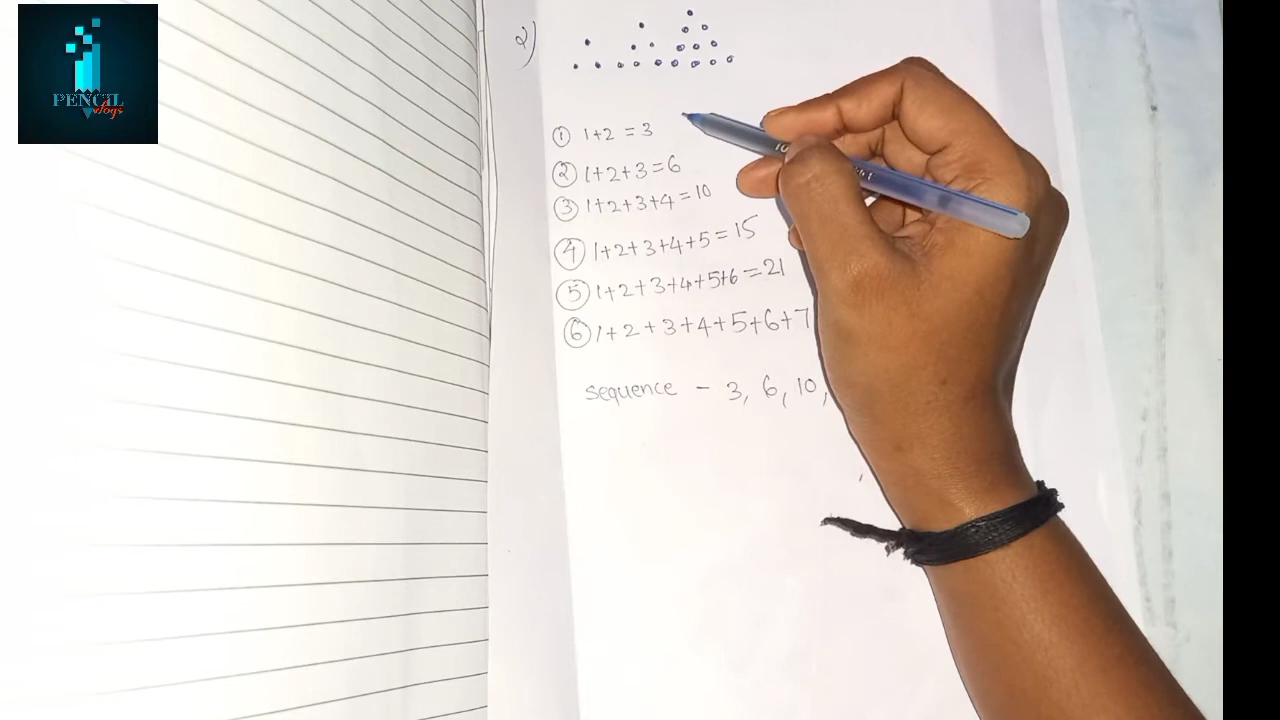 PENCIL
vlogs
2)
① 1+2 = 3
② 1+2+3=6
③ 1+2+3+4=10
④ 1+2+3+4+5=15
⑤ 1+2+3+4+5+6=21
⑥ 1+2+3+4+5+6+7
sequence - 3, 6, 10,